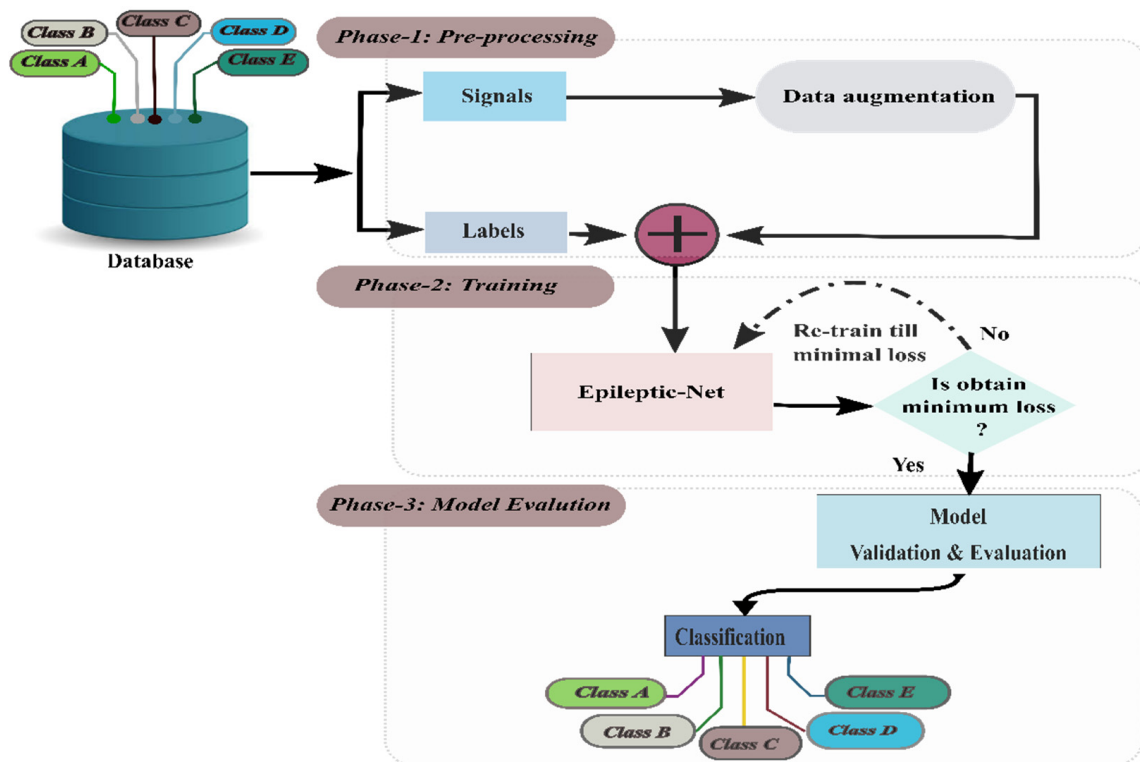 Class C
Class B
Class D
Class A
Class E
Database
Phase-1: Pre-processing
Signals
Data augmentation
Labels
Phase-2: Training
Re-train till
minimal loss
No
Epileptic-Net
Is obtain
minimum loss
?
Yes
Phase-3: Model Evalution
Model
Validation & Evaluation
Classification
Class A
Class E
Class B
Class D
Class C